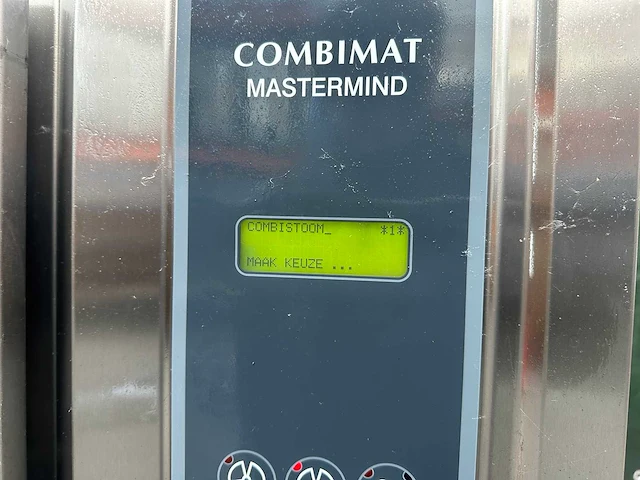 COMBIMAT
MASTERMIND
COMBISTOOM_ *1*
MAAK KEUZE ...